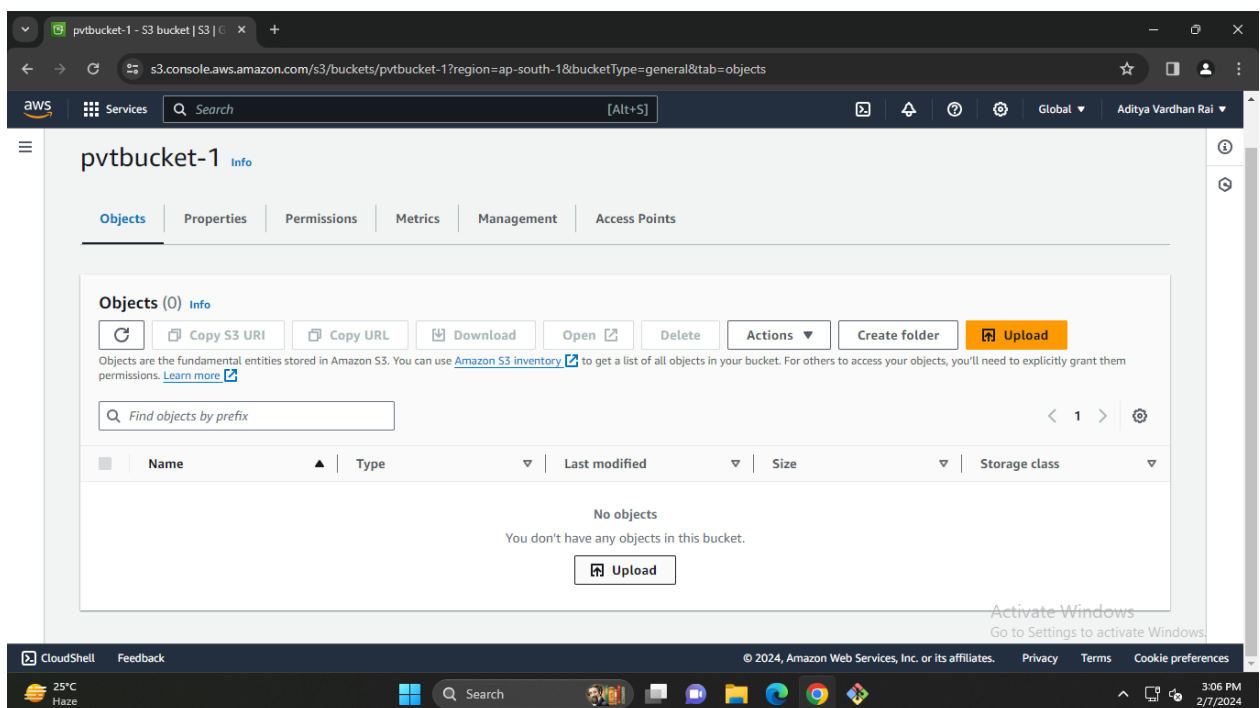 pvtbucket-1 - S3 bucket | S3 | G
s3.console.aws.amazon.com/s3/buckets/pvtbucket-1?region=ap-south-1&bucketType=general&tab=objects
aws Services Search [Alt+S] Global Aditya Vardhan Rai
pvtbucket-1 Info
Objects Properties Permissions Metrics Management Access Points
Objects (0) Info
Copy S3 URI Copy URL Download Open Delete Actions Create folder Upload
Objects are the fundamental entities stored in Amazon S3. You can use Amazon S3 inventory to get a list of all objects in your bucket. For others to access your objects, you'll need to explicitly grant them
permissions. Learn more
Find objects by prefix 1
Name Type Last modified Size Storage class
No objects
You don't have any objects in this bucket.
Upload
Activate Windows
Go to Settings to activate Windows.
CloudShell Feedback © 2024, Amazon Web Services, Inc. or its affiliates. Privacy Terms Cookie preferences
25°C
Haze
Search
3:06 PM
2/7/2024